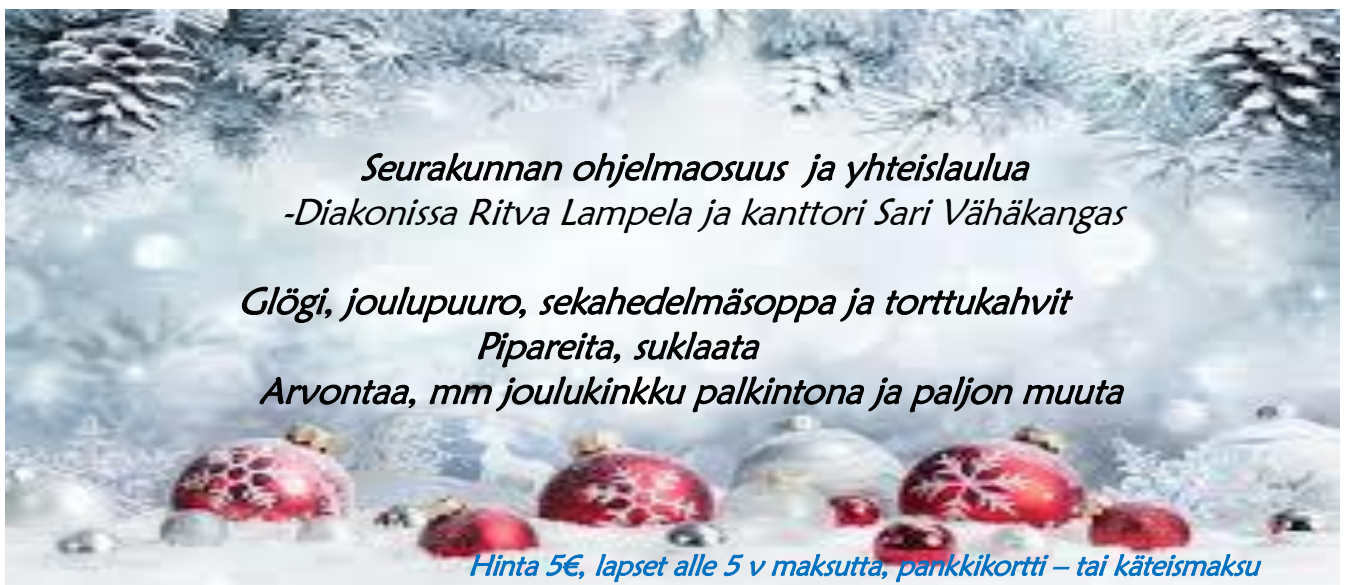 Seurakunnan ohjelmaosuus ja yhteislaulua
-Diakonissa Ritva Lampela ja kanttori Sari Vähäkangas
Glögi, joulupuuro, sekahedelmäsoppa ja torttukahvit
Pipareita, suklaata
Arvontaa, mm joulukinkku palkintona ja paljon muuta
Hinta 5€, lapset alle 5 v maksutta, pankkikortti – tai käteismaksu